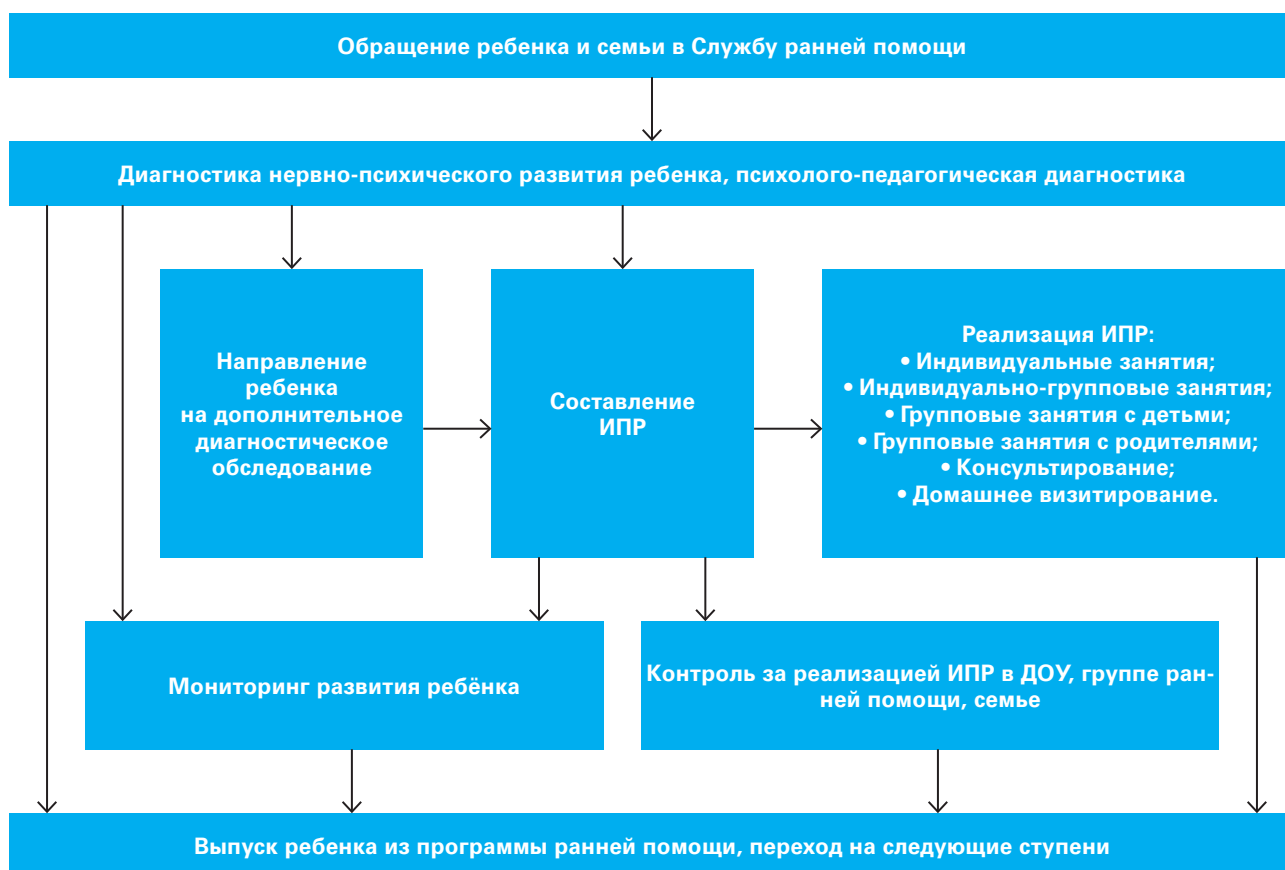 Обращение ребенка и семьи в Службу ранней помощи
Диагностика нервно-психического развития ребенка, психолого-педагогическая диагностика
Направление
ребенка
на дополнительное
диагностическое
обследование
Составление
ИПР
Реализация ИПР:
• Индивидуальные занятия;
• Индивидуально-групповые занятия;
• Групповые занятия с детьми;
• Групповые занятия с родителями;
• Консультирование;
• Домашнее визитирование.
Мониторинг развития ребёнка
Контроль за реализацией ИПР в ДОУ, группе ран-
ней помощи, семье
Выпуск ребенка из программы ранней помощи, переход на следующие ступени